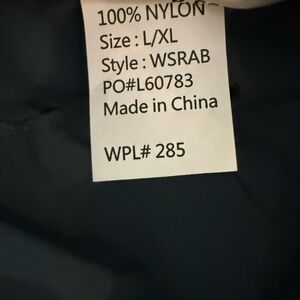 100% NYLON
Size : L/XL
Style : WSRAB
PO#L60783
Made in China
WPL# 285